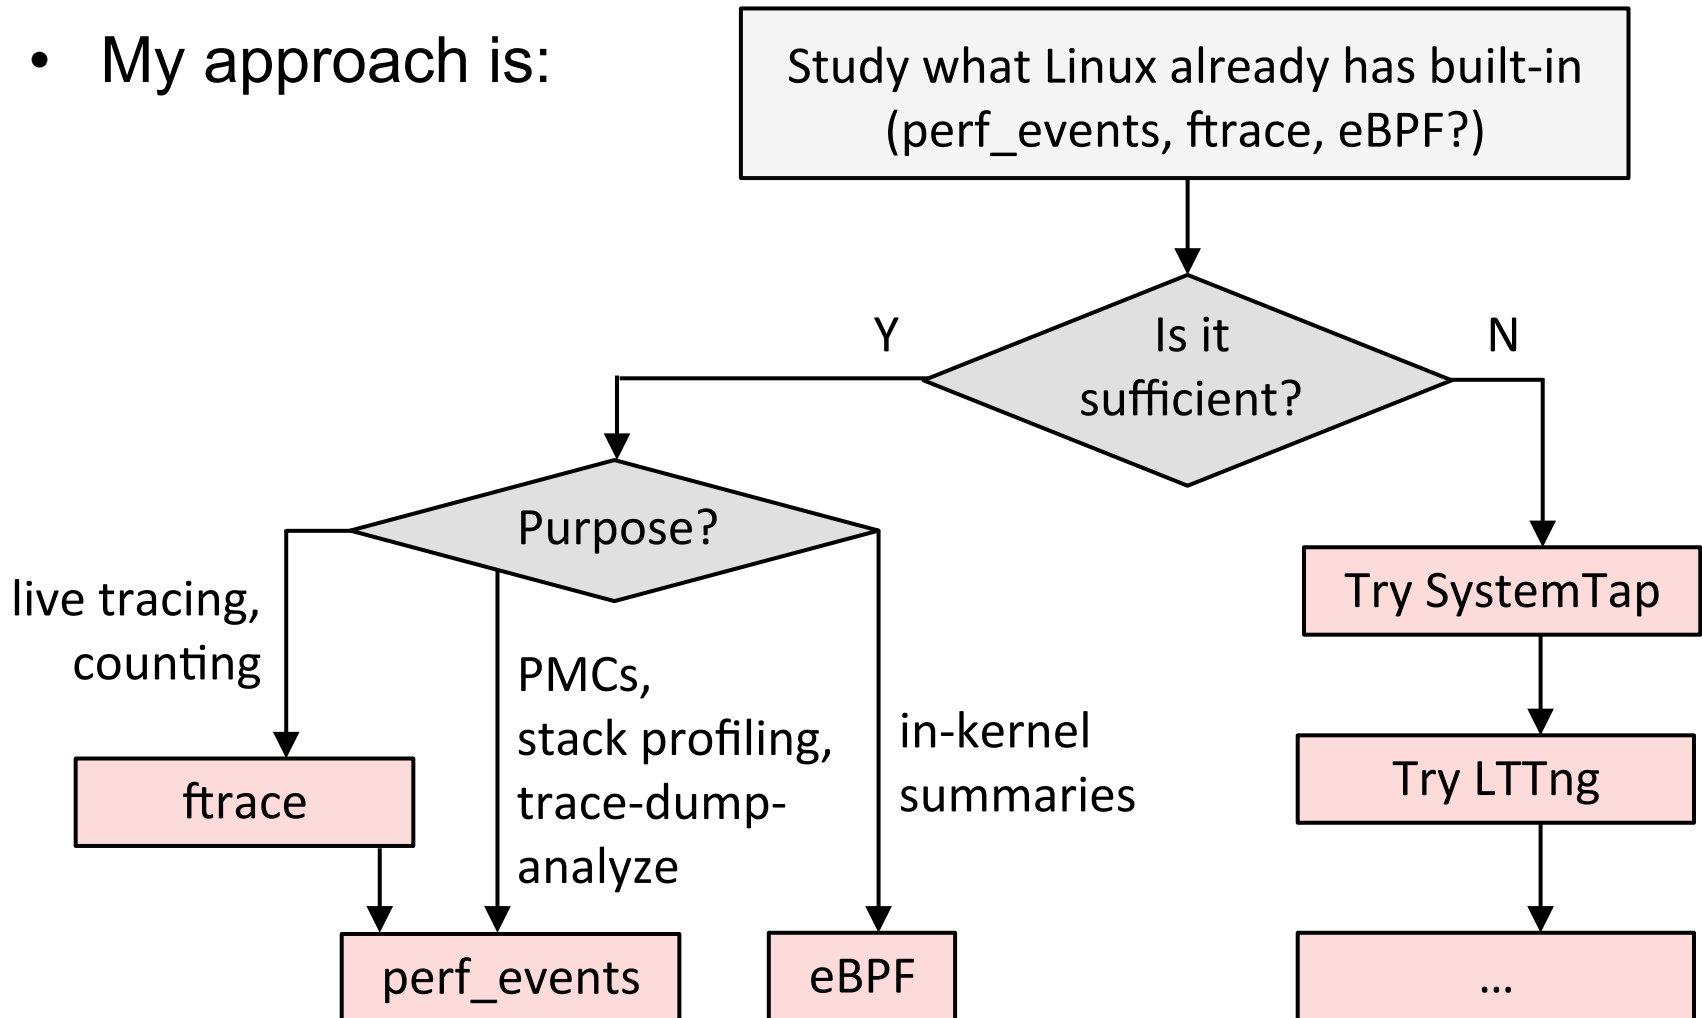 • My approach is:
Study what Linux already has built-in
(perf_events, ftrace, eBPF?)
Y
Is it
sufficient?
N
Purpose?
live tracing,
counting
PMCs,
stack profiling,
trace-dump-
analyze
in-kernel
summaries
Try SystemTap
ftrace
Try LTTng
perf_events
eBPF
...